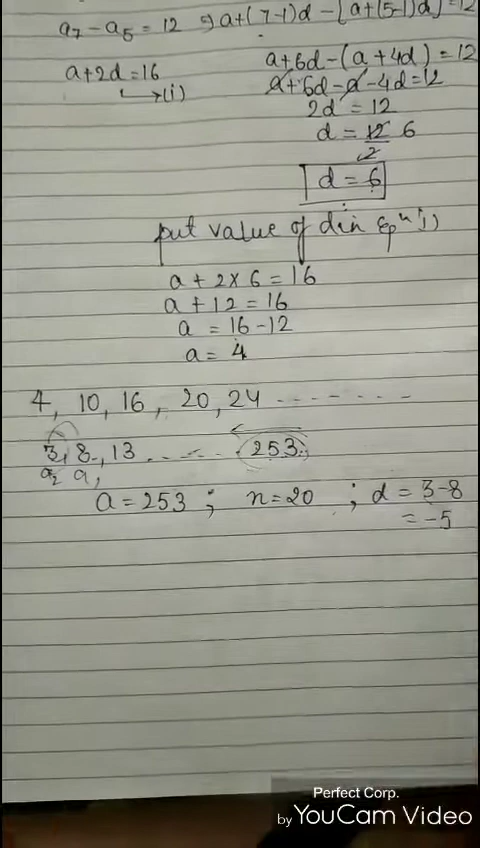 a₇ - a₅ = 12 ⇒ a+(7-1)d - [a+(5-1)d] = 12
a+2d=16
↳(i)
a+6d-(a+4d)=12
a+6d-a-4d=12
2d = 12
d = 12 6
2
d = 6
put value of d in Eqⁿ i)
a + 2×6 = 16
a + 12 = 16
a = 16-12
a = 4
4, 10, 16, 20, 24 --------
3, 8, 13 ------ 253
a₂ a₁
a = 253 ; n=20 ; d = 3-8
= -5
Perfect Corp.
by YouCam Video